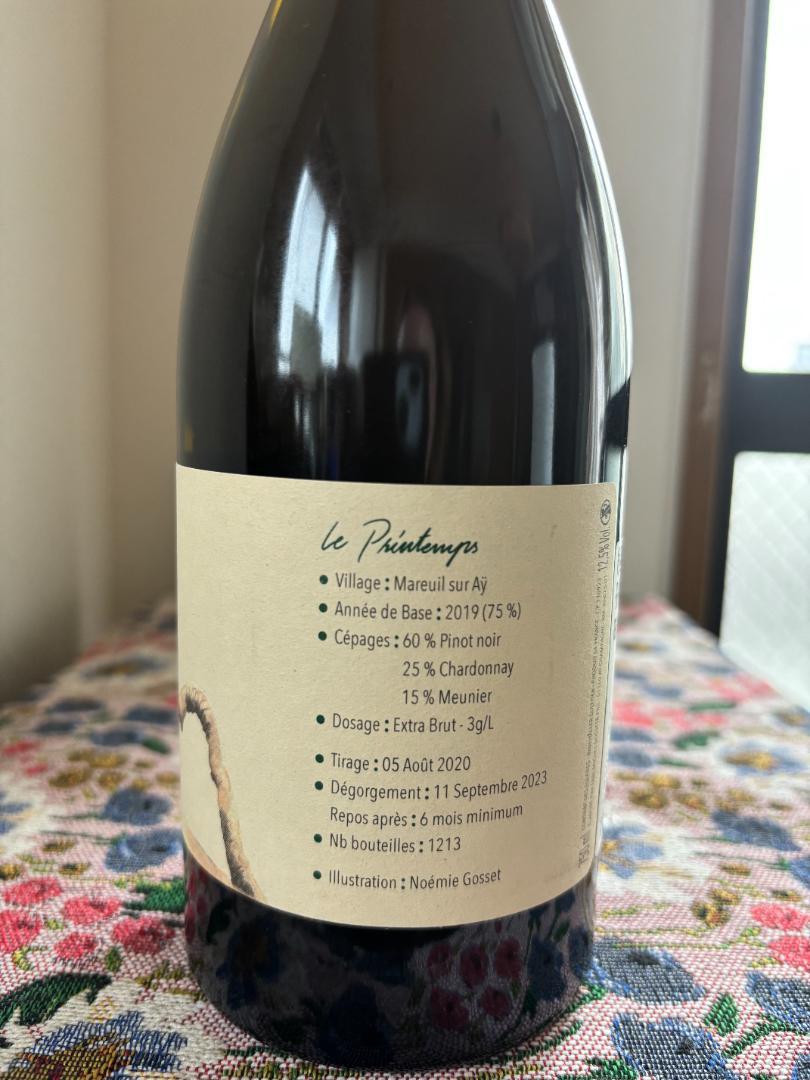 Le Printemps
• Village : Mareuil sur Aÿ
• Année de Base : 2019 (75 %)
• Cépages : 60 % Pinot noir
25 % Chardonnay
15 % Meunier
• Dosage : Extra Brut - 3g/L
• Tirage : 05 Août 2020
• Dégorgement : 11 Septembre 2023
Repos après : 6 mois minimum
• Nb bouteilles : 1213
• Illustration : Noémie Gosset
12,5% Vol.